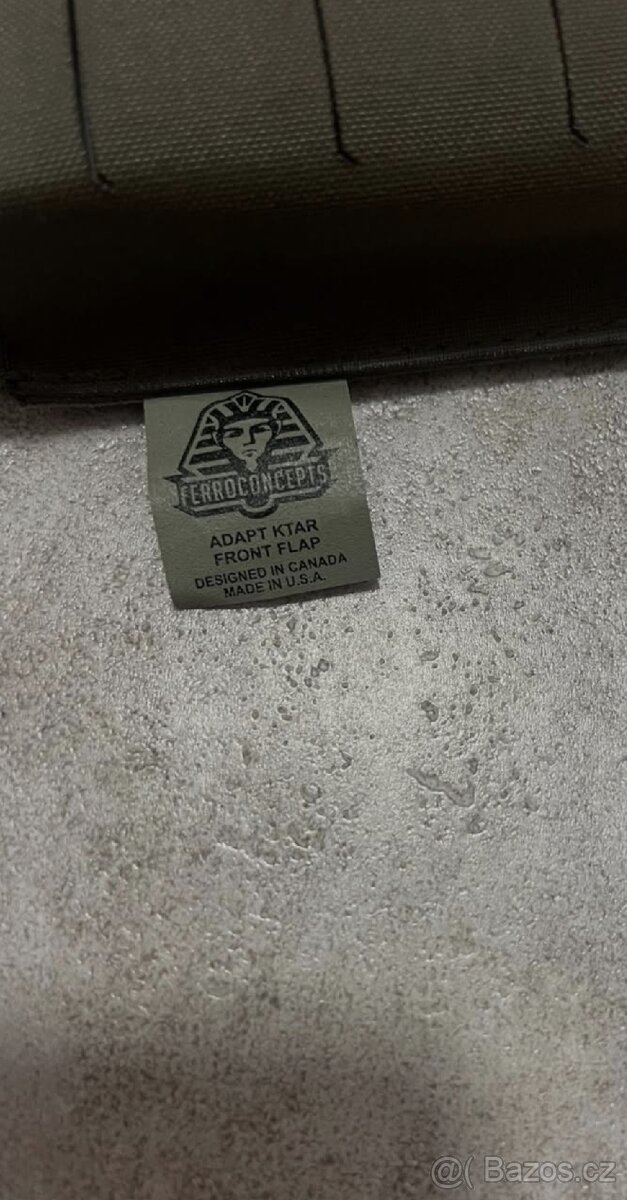 FERROCONCEPTS
ADAPT KTAR
FRONT FLAP
DESIGNED IN CANADA
MADE IN U.S.A.
@( Bazos.cz